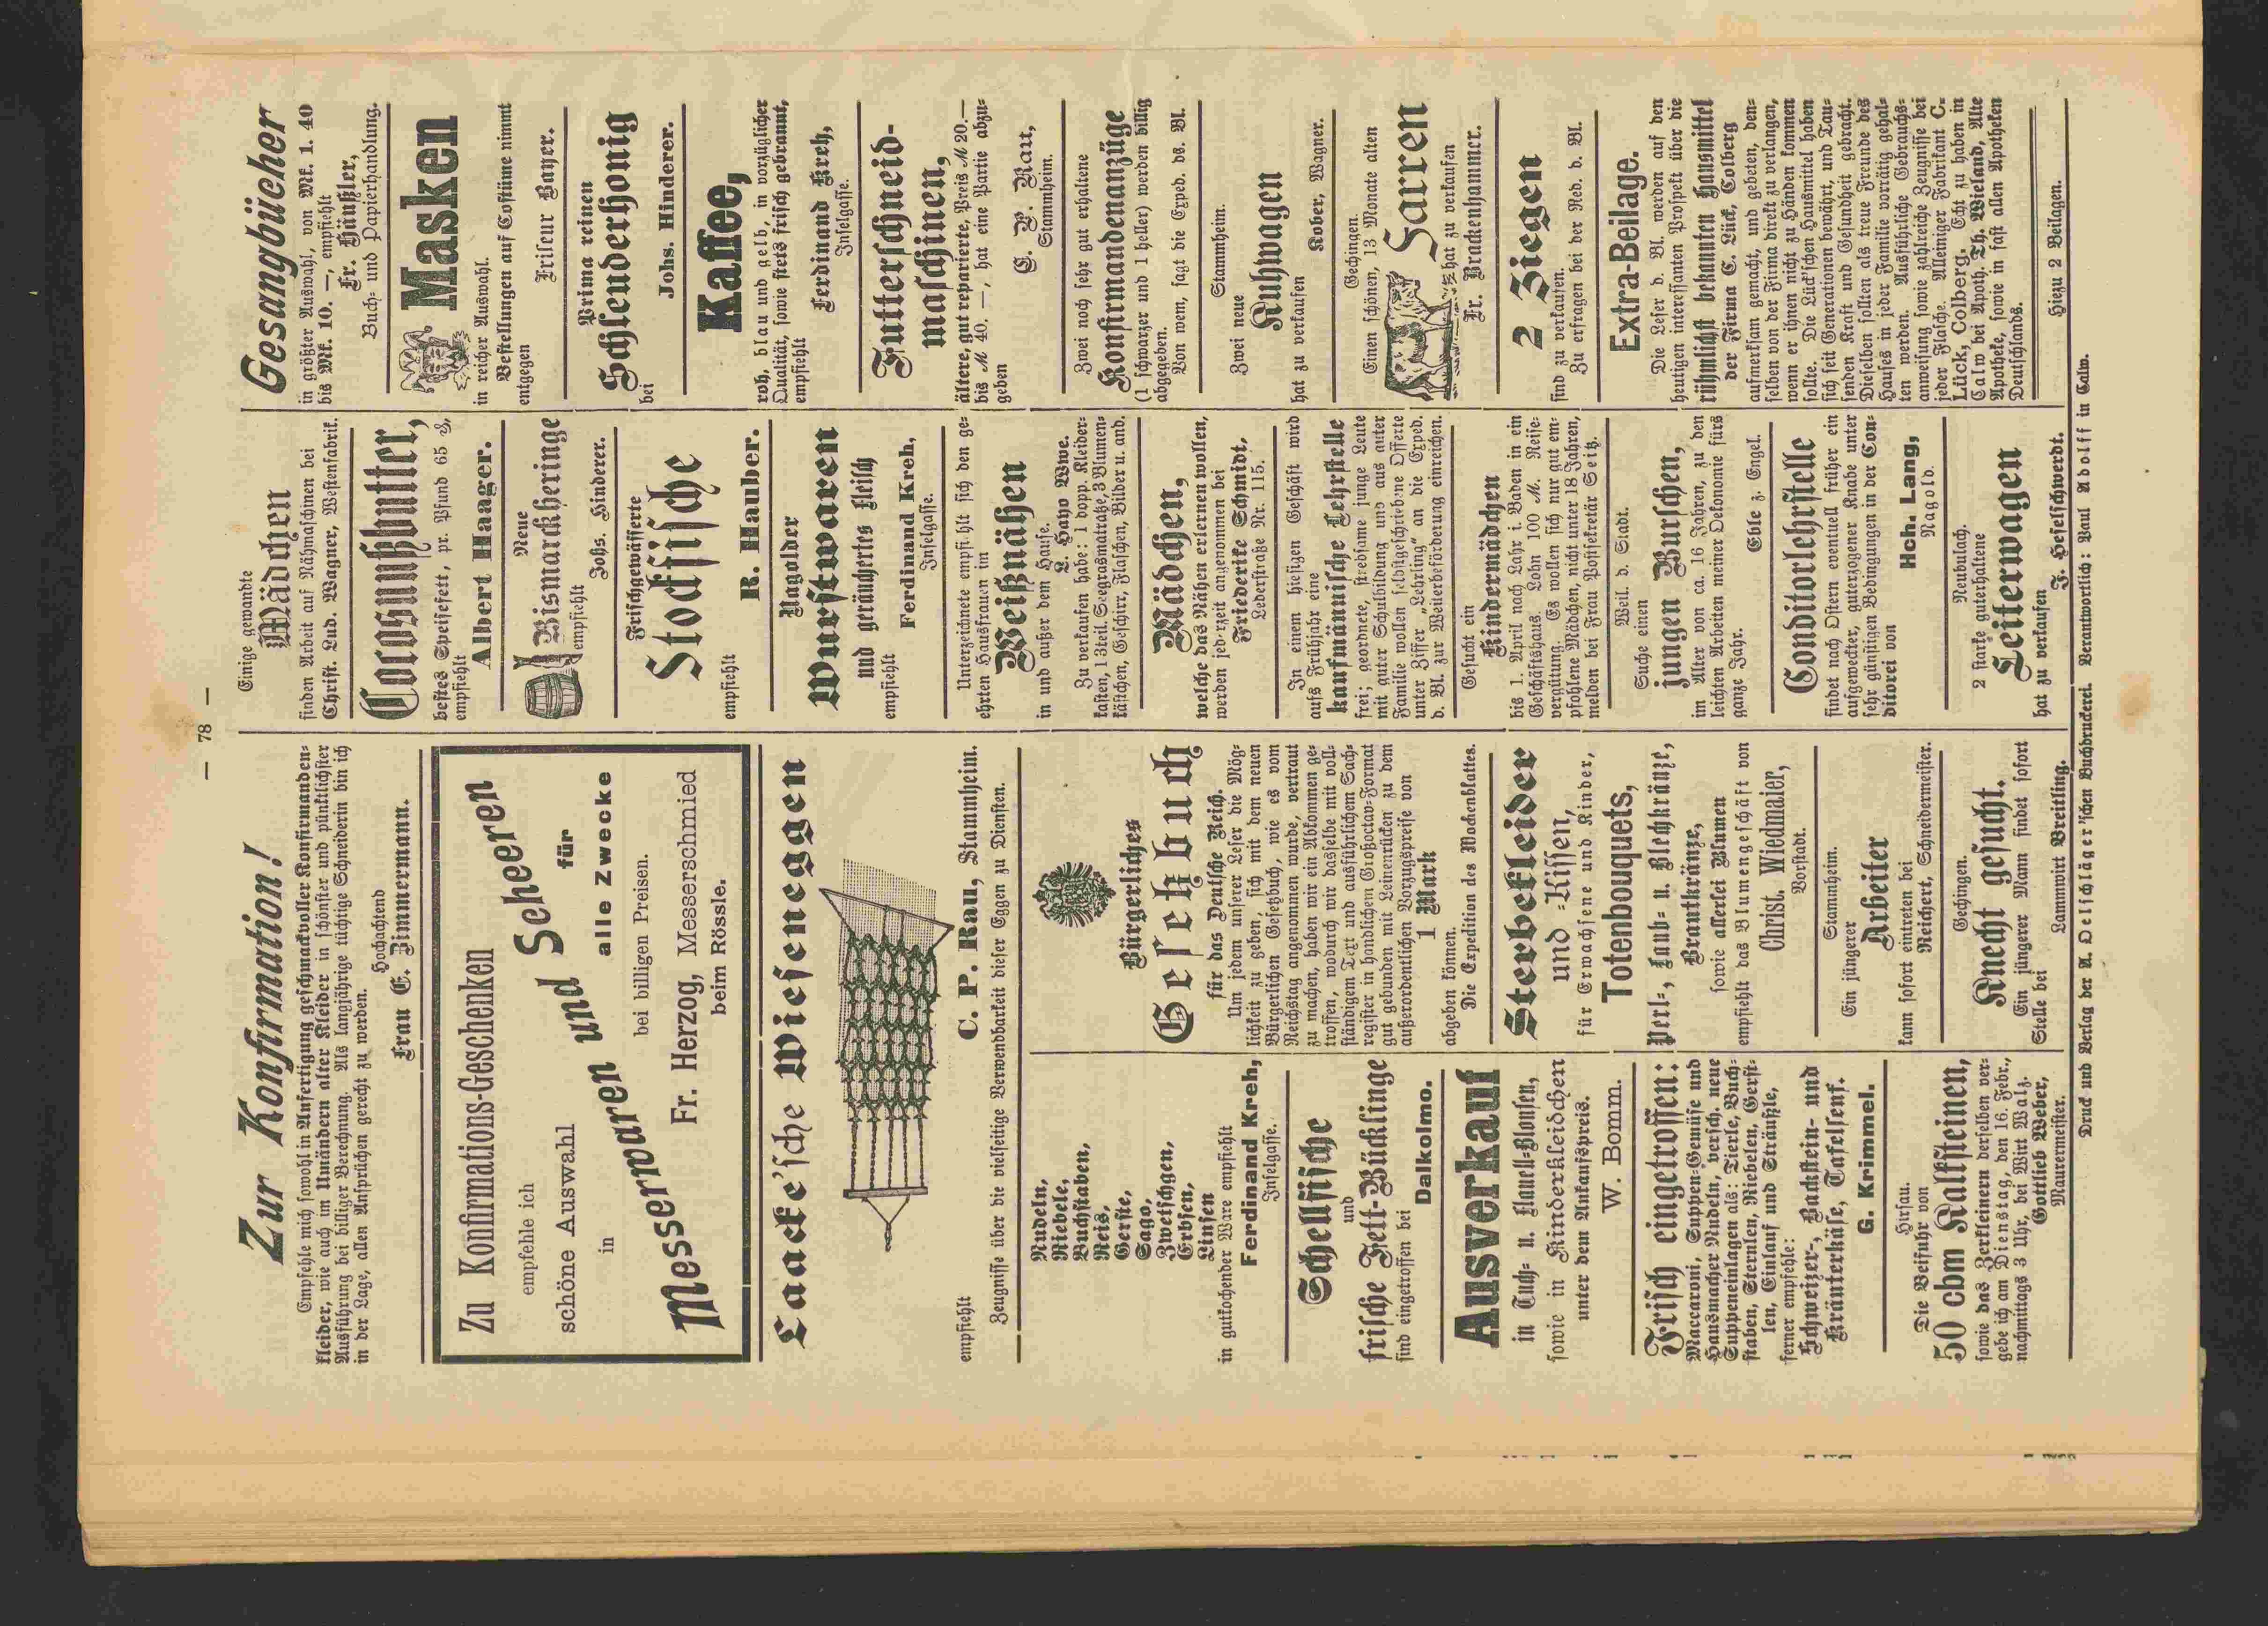 — 78 —
Zur Konfirmation!
Empfehle mich sowohl in Anfertigung geschmackvoller Konfirmanden-
kleider, wie auch im Umändern alter Kleider in schönster und pünktlichster
Ausführung bei billiger Berechnung. Als langjährige tüchtige Schneiderin bin ich
in der Lage, allen Ansprüchen gerecht zu werden.
Hochachtend
Frau E. Zimmermann.
Zu Konfirmations-Geschenken
empfehle ich
schöne Auswahl
in
Messerwaren und Scheeren
für
alle Zwecke
bei billigen Preisen.
Fr. Herzog, Messerschmied
beim Rössle.
Laacke'sche Wieseneggen
empfiehlt
C. P. Rau, Stammheim.
Zeugnisse über die vielseitige Verwendbarkeit dieser Eggen zu Diensten.
Nudeln,
Riebele,
Buchstaben,
Reis,
Gerste,
Sago,
Zwetschgen,
Erbsen,
Linsen
in gutkochender Ware empfiehlt
Ferdinand Kreh,
Inselgasse.
Schellfische
und
frische Fett-Bücklinge
sind eingetroffen bei
Dalkolmo.
Ausverkauf
in Tuch- u. Flanell-Blousen,
sowie in Kinderkleidchen
unter dem Ankaufspreis.
W. Bomm.
Frisch eingetroffen:
Maccaroni, Suppen-Gemüse und
Hausmacher Nudeln, versch. neue
Suppeneinlagen als: Tierle, Buch-
staben, Sternlen, Riebelen, Gerst-
len, Einlauf und Sträußle,
ferner empfehle:
Schweizer-, Backstein- und
Kräuterkäse, Tafelsenf.
G. Krimmel.
Hirsau.
Die Beifuhr von
50 cbm Kalksteinen,
sowie das Zerkleinern derselben ver-
gebe ich am Dienstag, den 16. Febr.,
nachmittags 3 Uhr, bei Wirt Walz.
Gottlieb Weber,
Maurermeister.
Bürgerliches
Gesetzbuch
für das Deutsche Reich.
Um jedem unserer Leser die Mög-
lichkeit zu geben, sich mit dem neuen
Bürgerlichen Gesetzbuch, wie es vom
Reichstag angenommen wurde, vertraut
zu machen, haben wir ein Abkommen ge-
troffen, wodurch wir dasselbe mit voll-
ständigem Text und ausführlichem Sach-
register in handlichem Großoctav-Format
gut gebunden mit Leinenrücken zu dem
außerordentlichen Vorzugspreise von
1 Mark
abgeben können.
Die Expedition des Wochenblattes.
Sterbekleider
und -Kissen,
für Erwachsene und Kinder,
Totenbouquets,
Perl-, Laub- u. Blechkränze,
Brautkränze,
sowie allerlei Blumen
empfiehlt das Blumengeschäft von
Christ. Wiedmaier,
Vorstadt.
Stammheim.
Ein jüngerer
Arbeiter
kann sofort eintreten bei
Reichert, Schneidermeister.
Gechingen.
Knecht gesucht.
Ein jüngerer Mann findet sofort
Stelle bei
Lammwirt Breitling.
Einige gewandte
Mädchen
finden Arbeit auf Nähmaschinen bei
Christ. Lud. Wagner, Westenfabrik.
Cocosnußbutter,
bestes Speisefett, pr. Pfund 65 ₰,
empfiehlt
Albert Haager.
Neue
Bismarckheringe
empfiehlt
Johs. Hinderer.
Frischgewässerte
Stockfische
empfiehlt
R. Hauber.
Nagolder
Wurstwaren
und geräuchertes Fleisch
empfiehlt
Ferdinand Kreh,
Inselgasse.
Unterzeichnete empfiehlt sich den ge-
ehrten Hausfrauen im
Weißnähen
in und außer dem Hause.
L. Hayo Wwe.
Zu verkaufen habe: 1 dopp. Kleider-
kasten, 1 3teil. Seegrasmatratze, 3 Blumen-
kästchen, Geschirr, Flaschen, Bilder u. and.
Mädchen,
welche das Nähen erlernen wollen,
werden jederzeit angenommen bei
Friederike Schmidt,
Lederstraße Nr. 115.
In einem hiesigen Geschäft wird
aufs Frühjahr eine
kaufmännische Lehrstelle
frei; geordnete, strebsame junge Leute
mit guter Schulbildung und aus guter
Familie wollen selbstgeschriebene Offerte
unter Ziffer „Lehrling“ an die Exped.
d. Bl. zur Weiterbeförderung einreichen.
Gesucht ein
Kindermädchen
bis 1. April nach Lahr i. Baden in ein
Geschäftshaus. Lohn 100 M. Reise-
vergütung. Es wollen sich nur gut em-
pfohlene Mädchen, nicht unter 18 Jahren,
melden bei Frau Postsekretär Seiß.
Weil d. Stadt.
Suche einen
jungen Burschen,
im Alter von ca. 16 Jahren, zu den
leichten Arbeiten meiner Oekonomie fürs
ganze Jahr.
Eble z. Engel.
Conditorlehrstelle
findet nach Ostern eventuell früher ein
aufgeweckter, guterzogener Knabe unter
sehr günstigen Bedingungen in der Con-
ditorei von
Hch. Lang,
Nagold.
Neubulach.
2 starke guterhaltene
Leiterwagen
hat zu verkaufen
J. Heselschwerdt.
Gesangbücher
in größter Auswahl, von Mk. 1. 40
bis Mk. 10. —, empfiehlt
Fr. Häußler,
Buch- und Papierhandlung.
Masken
in reicher Auswahl.
Bestellungen auf Costüme nimmt
entgegen
Friseur Bayer.
Prima reinen
Schleuderhonig
bei
Johs. Hinderer.
Kaffee,
roh, blau und gelb, in vorzüglicher
Qualität, sowie stets frisch gebrannt,
empfiehlt
Ferdinand Kreh,
Inselgasse.
Futterschneid-
maschinen,
ältere, gut reparierte, Preis M 20.—
bis M 40. —, hat eine Partie abzu-
geben
C. P. Rau,
Stammheim.
Zwei noch sehr gut erhaltene
Konfirmandenanzüge
(1 schwarzer und 1 heller) werden billig
abgegeben.
Von wem, sagt die Exped. ds. Bl.
Stammheim.
Zwei neue
Kuhwagen
hat zu verkaufen
Kober, Wagner.
Gechingen.
Einen schönen, 13 Monate alten
Farren
hat zu verkaufen
Fr. Brackenhammer.
2 Ziegen
sind zu verkaufen.
Zu erfragen bei der Red. d. Bl.
Extra-Beilage.
Die Leser d. Bl. werden auf den
heutigen interessanten Prospekt über die
rühmlichst bekannten Hausmittel
der Firma C. Lück, Colberg
aufmerksam gemacht, und gebeten, den-
selben von der Firma direkt zu verlangen,
wenn er ihnen nicht zu Händen kommen
sollte. Die Lück'schen Hausmittel haben
sich seit Generationen bewährt, und Tau-
senden Kraft und Gesundheit gebracht.
Dieselben sollten als treue Freunde des
Hauses in jeder Familie vorrätig gehal-
ten werden. Ausführliche Gebrauchs-
anweisung sowie zahlreiche Zeugnisse bei
jeder Flasche. Alleiniger Fabrikant C.
Lück, Colberg. Echt zu haben in
Calw bei Apoth. Th. Wieland, Alte
Apotheke, sowie in fast allen Apotheken
Deutschlands.
Hiezu 2 Beilagen.
Druck und Verlag der A. Oelschläger'schen Buchdruckerei. Verantwortlich: Paul Adolff in Calw.